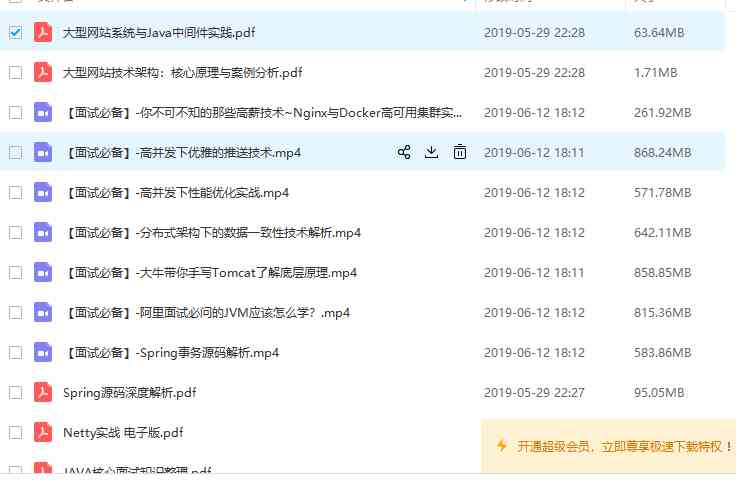 大型网站系统与Java中间件实践.pdf 2019-05-29 22:28 63.64MB
大型网站技术架构：核心原理与案例分析.pdf 2019-05-29 22:28 1.71MB
【面试必备】-你不可不知的那些高薪技术~Nginx与Docker高可用集群实... 2019-06-12 18:12 261.92MB
【面试必备】-高并发下优雅的推送技术.mp4 2019-06-12 18:11 868.24MB
【面试必备】-高并发下性能优化实战.mp4 2019-06-12 18:12 571.78MB
【面试必备】-分布式架构下的数据一致性技术解析.mp4 2019-06-12 18:12 642.11MB
【面试必备】-大牛带你手写Tomcat了解底层原理.mp4 2019-06-12 18:11 858.85MB
【面试必备】-阿里面试必问的JVM应该怎么学？.mp4 2019-06-12 18:12 815.36MB
【面试必备】-Spring事务源码解析.mp4 2019-06-12 18:12 583.86MB
Spring源码深度解析.pdf 2019-05-29 22:27 95.05MB
Netty实战 电子版.pdf
开通超级会员，立即尊享极速下载特权！
JAVA核心面试知识整理.pdf